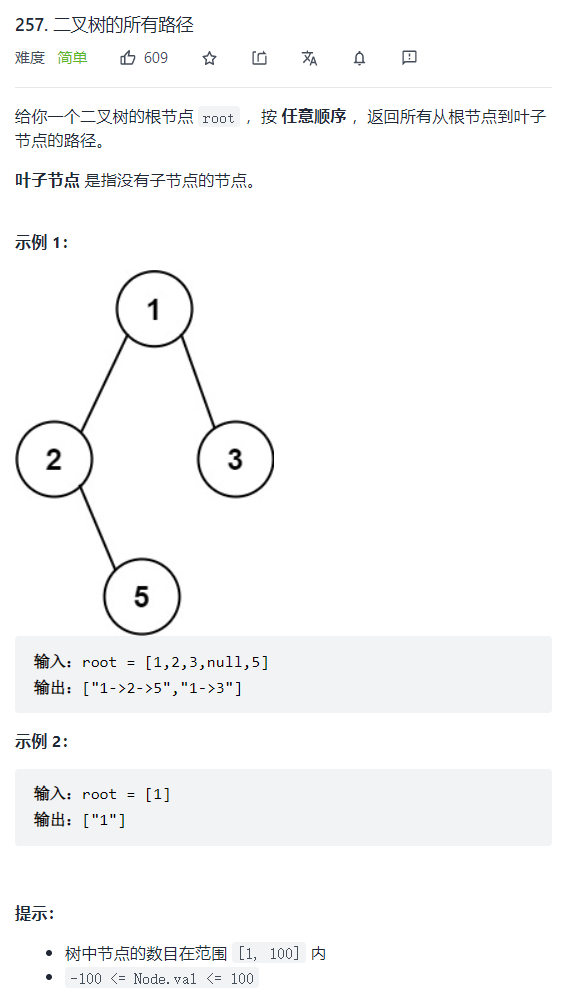 257. 二叉树的所有路径
难度 简单 609
给你一个二叉树的根节点 root ，按 任意顺序 ，返回所有从根节点到叶子
节点的路径。
叶子节点 是指没有子节点的节点。
示例 1：
1
2
3
5
输入：root = [1,2,3,null,5]
输出：["1->2->5","1->3"]
示例 2：
输入：root = [1]
输出：["1"]
提示：
树中节点的数目在范围 [1, 100] 内
-100 <= Node.val <= 100